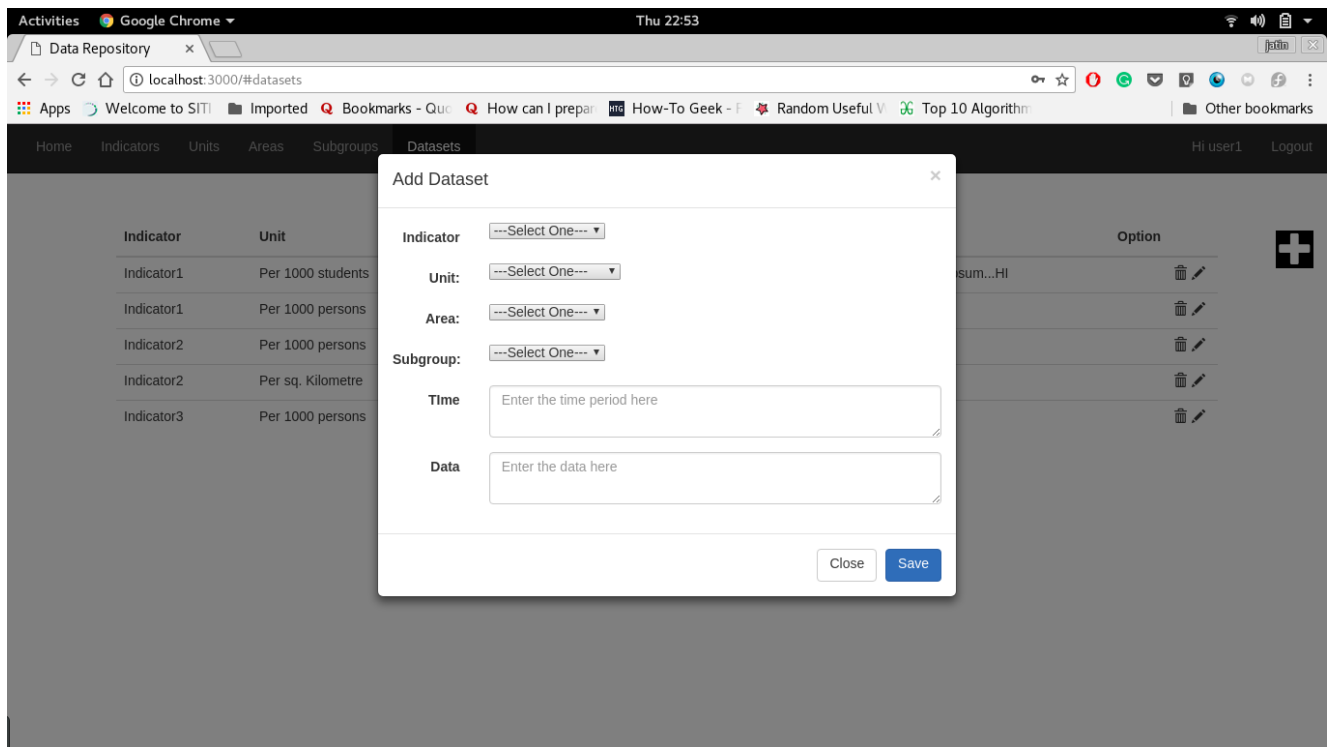 Activities Google Chrome Thu 22:53
Data Repository jatin
localhost:3000/#datasets
Apps Welcome to SITI Imported Bookmarks - Quo How can I prepar HTG How-To Geek - F Random Useful W Top 10 Algorithm Other bookmarks
Home Indicators Units Areas Subgroups Datasets Hi user1 Logout
Add Dataset ×
Indicator Unit Option
Indicator1 Per 1000 students sum...HI
Indicator1 Per 1000 persons
Indicator2 Per 1000 persons
Indicator2 Per sq. Kilometre
Indicator3 Per 1000 persons
Indicator ---Select One---
Unit: ---Select One---
Area: ---Select One---
Subgroup: ---Select One---
TIme Enter the time period here
Data Enter the data here
Close Save